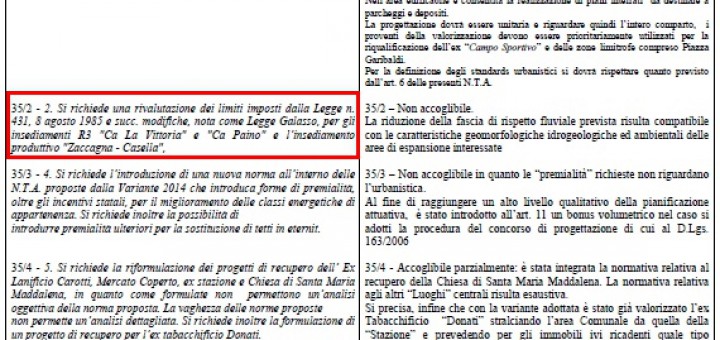 parcheggi e depositi.
La progettazione dovrà essere unitaria e riguardare quindi l'intero comparto, i
proventi della valorizzazione devono essere prioritariamente utilizzati per la
riqualificazione dell'ex "Campo Sportivo" e delle zone limitrofe compreso Piazza
Garibaldi.
Per la definizione degli standards urbanistici si dovrà rispettare quanto previsto
dall'art. 6 delle presenti N.T.A.
35/2 - 2. Si richiede una rivalutazione dei limiti imposti dalla Legge n.
431, 8 agosto 1985 e succ. modifiche, nota come Legge Galasso, per gli
insediamenti R3 "Ca La Vittoria" e "Ca Paino" e l'insediamento
produttivo "Zaccagna - Casella",
35/2 – Non accoglibile.
La riduzione della fascia di rispetto fluviale prevista risulta compatibile
con le caratteristiche geomorfologiche idrogeologiche ed ambientali delle
aree di espansione interessate
35/3 - 4. Si richiede l'introduzione di una nuova norma all'interno delle
N.T.A. proposte dalla Variante 2014 che introduca forme di premialità,
oltre gli incentivi statali, per il miglioramento delle classi energetiche di
appartenenza. Si richiede inoltre la possibilità di
introdurre premialità ulteriori per la sostituzione di tetti in eternit.
35/3 – Non accoglibile in quanto le "premialità" richieste non riguardano
l'urbanistica.
Al fine di raggiungere un alto livello qualitativo della pianificazione
attuativa, è stato introdotto all'art. 11 un bonus volumetrico nel caso si
adotti la procedura del concorso di progettazione di cui al D.Lgs.
163/2006
35/4 - 5. Si richiede la riformulazione dei progetti di recupero dell' Ex
Lanificio Carotti, Mercato Coperto, ex stazione e Chiesa di Santa Maria
Maddalena, in quanto come formulate non permettono un'analisi
oggettiva della norma proposta. La vaghezza delle norme proposte
non permette un'analisi dettagliata. Si richiede inoltre la formulazione di
un progetto di recupero per l'ex tabacchificio Donati.
35/4 - Accoglibile parzialmente: è stata integrata la normativa relativa al
recupero della Chiesa di Santa Maria Maddalena. La normativa relativa
agli altri "Luoghi" centrali risulta esaustiva.
Si precisa, infine che con la variante adottata è stato già valorizzato l'ex
Tabacchificio "Donati" stralciando l'area Comunale da quella della
"Stazione" e prevedendo per gli immobili ivi ricadenti quale tipo